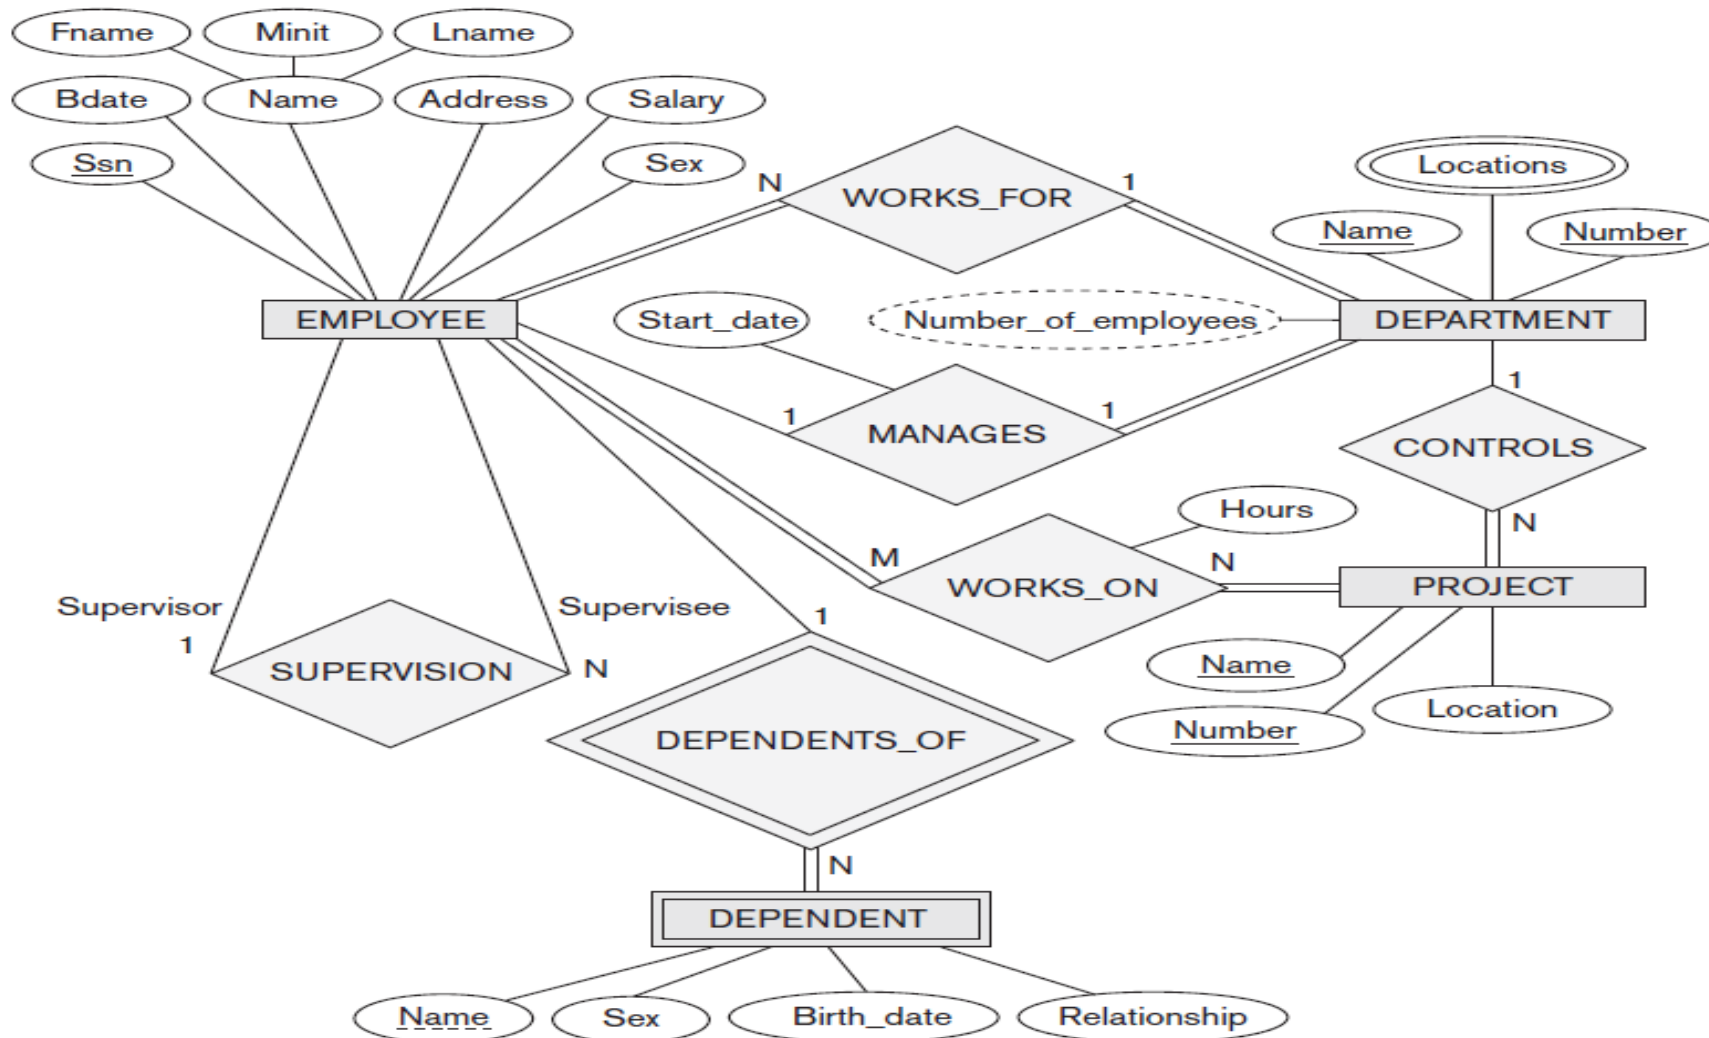 Fname
Minit
Lname
Bdate
Name
Address
Salary
Ssn
Sex
WORKS_FOR
N
1
Locations
Name
Number
EMPLOYEE
Start_date
Number_of_employees
DEPARTMENT
MANAGES
1
1
CONTROLS
1
N
Hours
WORKS_ON
M
N
PROJECT
Supervisor
1
Supervisee
N
SUPERVISION
1
DEPENDENTS_OF
N
Name
Number
Location
DEPENDENT
Name
Sex
Birth_date
Relationship